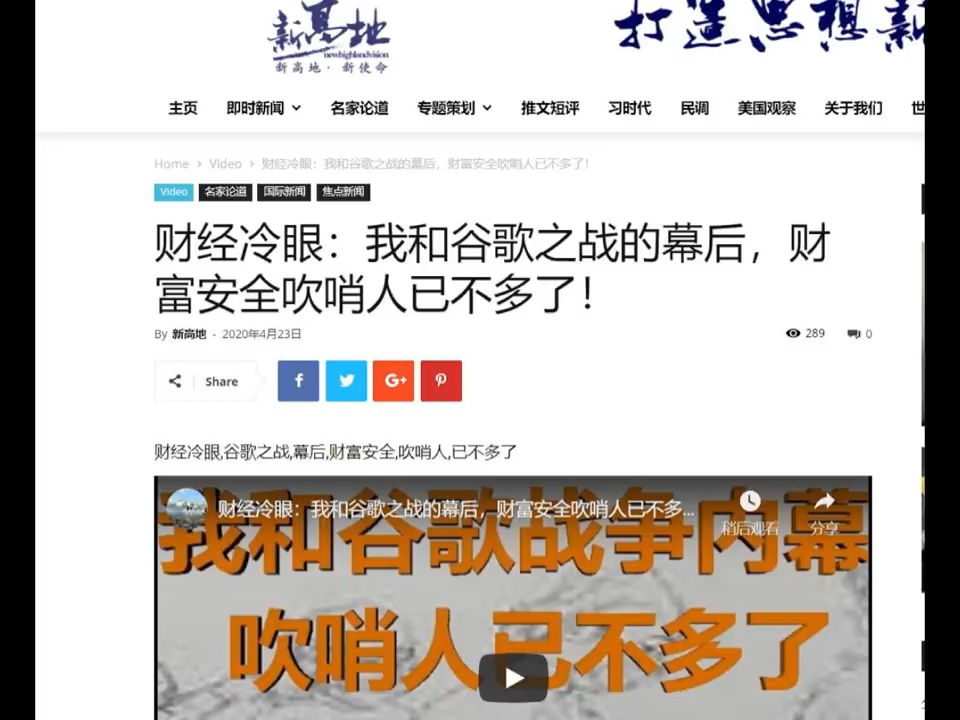 新高地
newhighlandvision
新高地·新使命
打造思想新
主页 即时新闻 名家论道 专题策划 推文短评 习时代 民调 美国观察 关于我们 世
Home > Video > 财经冷眼：我和谷歌之战的幕后，财富安全吹哨人已不多了！
Video 名家论道 国际新闻 焦点新闻
财经冷眼：我和谷歌之战的幕后，财
富安全吹哨人已不多了！
By 新高地 - 2020年4月23日 289 0
Share f G+
财经冷眼,谷歌之战,幕后,财富安全,吹哨人,已不多了
财经冷眼：我和谷歌之战的幕后，财富安全吹哨人已不多...
稍后观看 分享
我和谷歌战争内幕
吹哨人已不多了